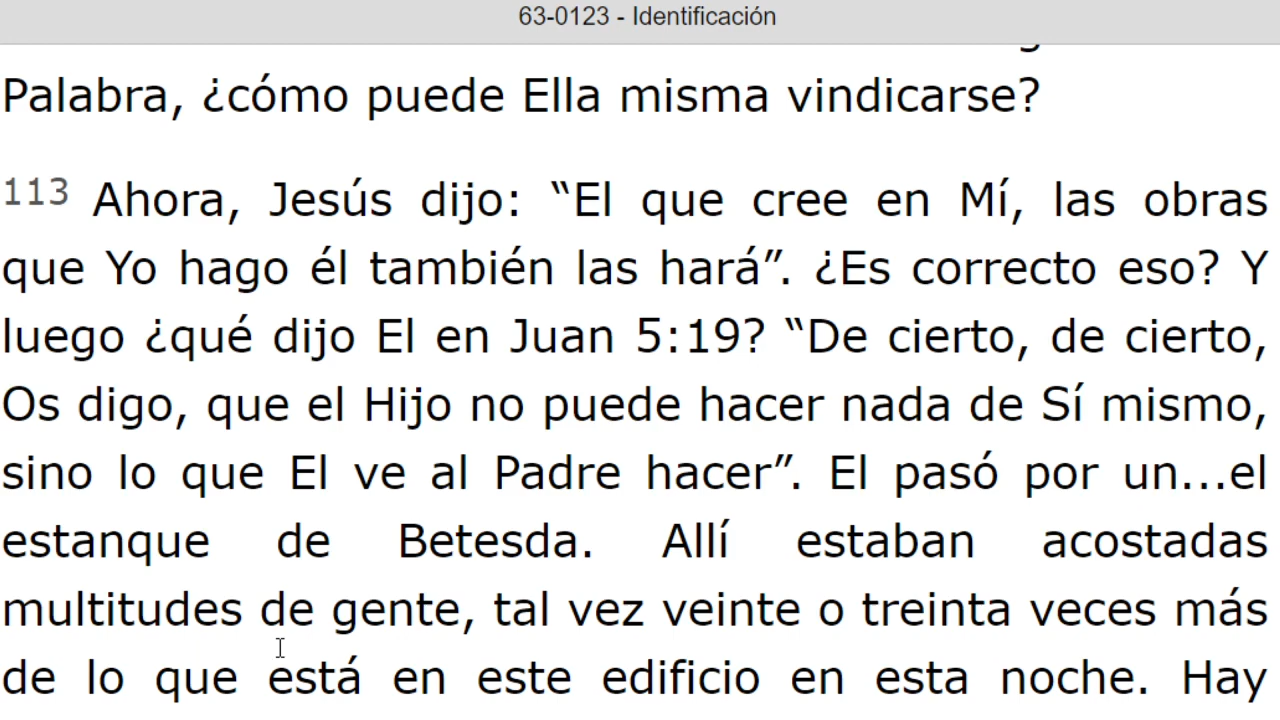 63-0123 - Identificación
Palabra, ¿cómo puede Ella misma vindicarse?
113 Ahora, Jesús dijo: “El que cree en Mí, las obras
que Yo hago él también las hará”. ¿Es correcto eso? Y
luego ¿qué dijo El en Juan 5:19? “De cierto, de cierto,
Os digo, que el Hijo no puede hacer nada de Sí mismo,
sino lo que El ve al Padre hacer”. El pasó por un...el
estanque de Betesda. Allí estaban acostadas
multitudes de gente, tal vez veinte o treinta veces más
de lo que está en este edificio en esta noche. Hay